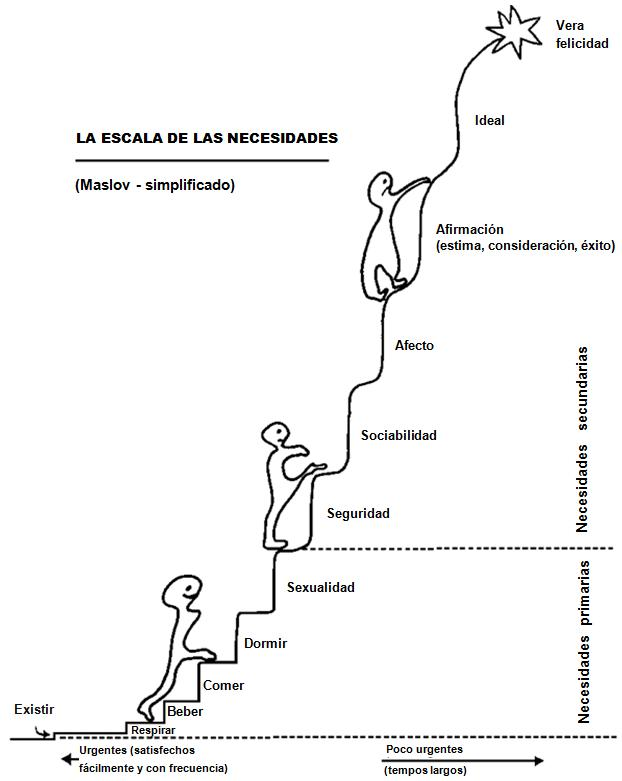 Vera
felicidad
Ideal
LA ESCALA DE LAS NECESIDADES
(Maslov - simplificado)
Afirmación
(estima, consideración, éxito)
Afecto
Sociabilidad
Seguridad
Necesidades secundarias
Sexualidad
Dormir
Comer
Beber
Respirar
Necesidades primarias
Existir
Urgentes (satisfechos
fácilmente y con frecuencia)
Poco urgentes
(tempos largos)